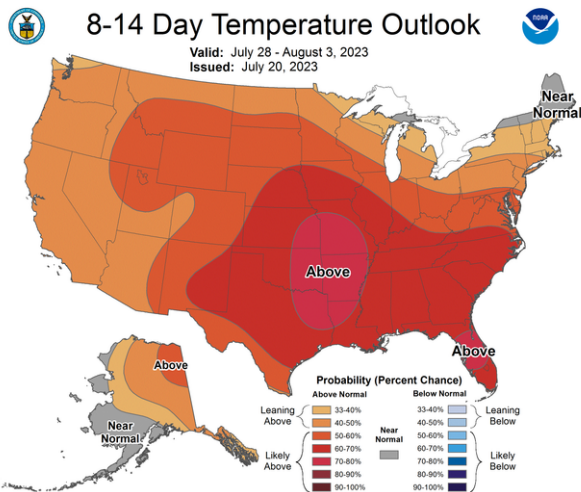 8-14 Day Temperature Outlook
Valid: July 28 - August 3, 2023
Issued: July 20, 2023
NOAA
Near
Normal
Above
Above
Above
Near
Normal
Probability (Percent Chance)
Above Normal
Below Normal
Leaning
Above
33-40%
40-50%
Likely
Above
50-60%
60-70%
70-80%
80-90%
90-100%
Near
Normal
33-40%
40-50%
Leaning
Below
50-60%
60-70%
70-80%
80-90%
90-100%
Likely
Below